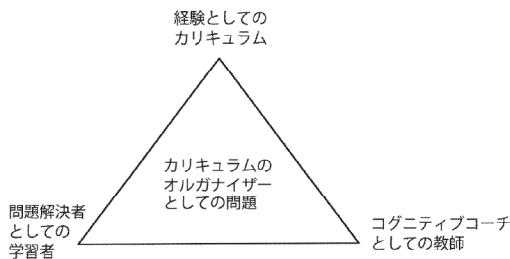 経験としての
カリキュラム
カリキュラムの
オルガナイザー
としての問題
問題解決者
としての
学習者
コグニティブコーチ
としての教師